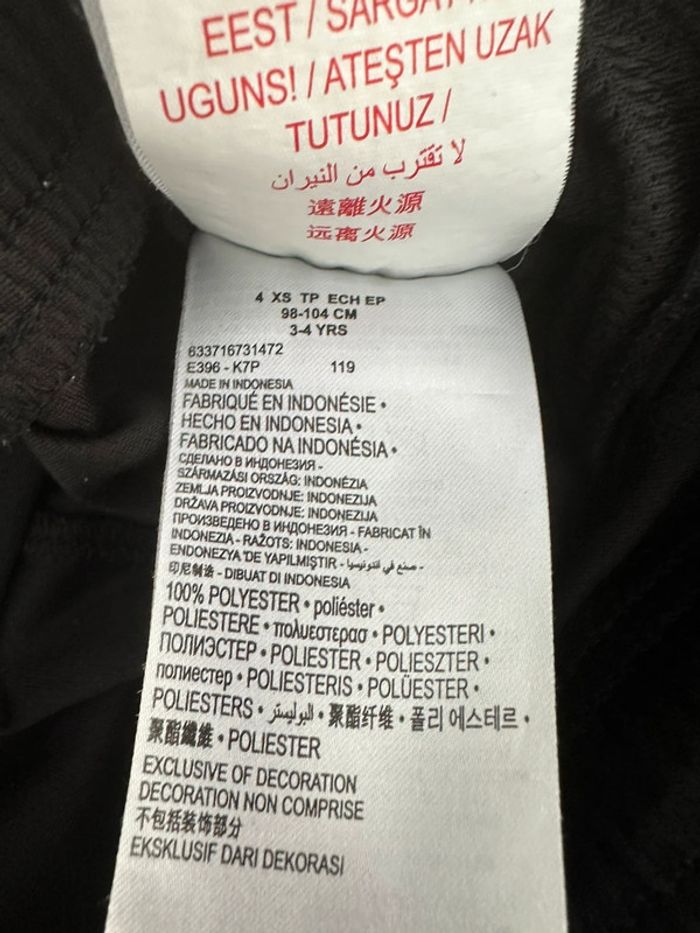 EEST / SARGĀT
UGUNS! / ATEŞTEN UZAK
TUTUNUZ /
لا تقترب من النيران
遠離火源
远离火源
4 XS TP ECH EP
98-104 CM
3-4 YRS
633716731472
E396 - K7P 119
MADE IN INDONESIA
FABRIQUÉ EN INDONÉSIE •
HECHO EN INDONESIA •
FABRICADO NA INDONÉSIA •
СДЕЛАНО В ИНДОНЕЗИЯ -
SZÁRMAZÁSI ORSZÁG: INDONÉZIA
ZEMLJA PROIZVODNJE: INDONEZIJA
DRŽAVA PROIZVODNJE: INDONEZIJA
ПРОИЗВЕДЕНО В ИНДОНЕЗИЯ - FABRICAT ÎN
INDONEZIA - RAŽOTS: INDONESIA -
ENDONEZYA'DE YAPILMIŞTIR - صنع في اندونيسيا -
印尼制造 - DIBUAT DI INDONESIA
100% POLYESTER • poliéster •
POLIESTERE • πολυεστερασ • POLYESTERI •
ПОЛИЭСТЕР • POLIESTER • POLIESZTER •
полиестер • POLIESTERIS • POLÜESTER •
POLIESTERS • البوليستر • 聚酯纤维 • 폴리 에스테르 •
聚酯纖維 • POLIESTER
EXCLUSIVE OF DECORATION
DECORATION NON COMPRISE
不包括装饰部分
EKSKLUSIF DARI DEKORASI